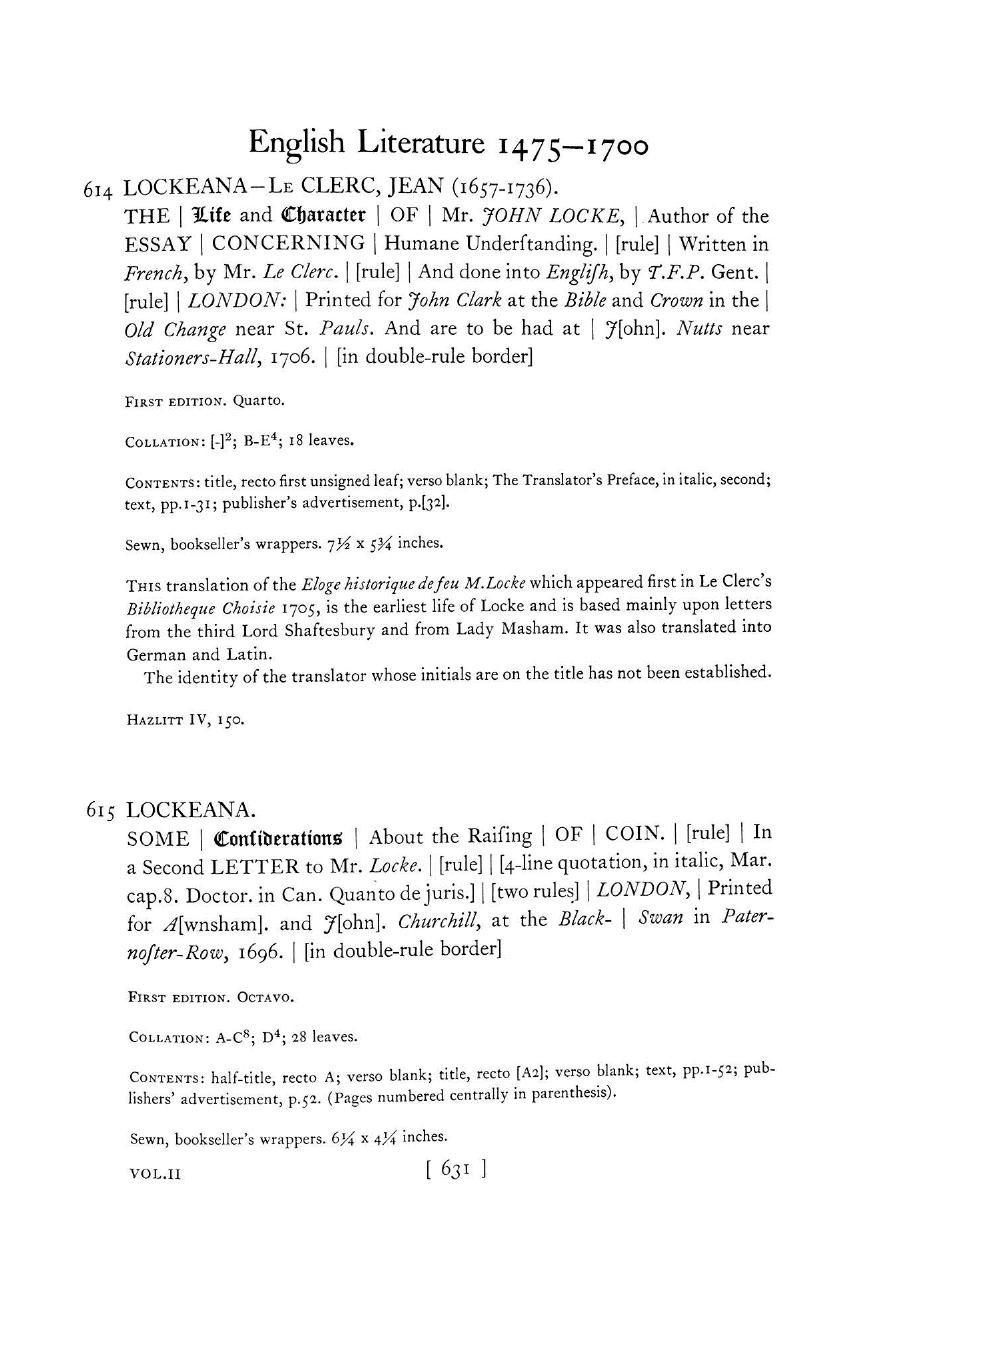 English Literature 1475–1700
614 LOCKEANA–LE CLERC, JEAN (1657-1736).
THE | Life and Character | OF | Mr. JOHN LOCKE, | Author of the
ESSAY | CONCERNING | Humane Underſtanding. | [rule] | Written in
French, by Mr. Le Clerc. | [rule] | And done into Engliſh, by T.F.P. Gent. |
[rule] | LONDON: | Printed for John Clark at the Bible and Crown in the |
Old Change near St. Pauls. And are to be had at | J[ohn]. Nutts near
Stationers-Hall, 1706. | [in double-rule border]
FIRST EDITION. Quarto.
COLLATION: [-]²; B-E⁴; 18 leaves.
CONTENTS: title, recto first unsigned leaf; verso blank; The Translator's Preface, in italic, second;
text, pp.1-31; publisher's advertisement, p.[32].
Sewn, bookseller's wrappers. 7½ x 5¾ inches.
THIS translation of the Eloge historique de feu M.Locke which appeared first in Le Clerc's
Bibliotheque Choisie 1705, is the earliest life of Locke and is based mainly upon letters
from the third Lord Shaftesbury and from Lady Masham. It was also translated into
German and Latin.
The identity of the translator whose initials are on the title has not been established.
HAZLITT IV, 150.
615 LOCKEANA.
SOME | Conſiderations | About the Raiſing | OF | COIN. | [rule] | In
a Second LETTER to Mr. Locke. | [rule] | [4-line quotation, in italic, Mar.
cap.8. Doctor. in Can. Quanto de juris.] | [two rules] | LONDON, | Printed
for A[wnsham]. and J[ohn]. Churchill, at the Black- | Swan in Pater-
noſter-Row, 1696. | [in double-rule border]
FIRST EDITION. OCTAVO.
COLLATION: A-C⁸; D⁴; 28 leaves.
CONTENTS: half-title, recto A; verso blank; title, recto [A2]; verso blank; text, pp.1-52; pub-
lishers' advertisement, p.52. (Pages numbered centrally in parenthesis).
Sewn, bookseller's wrappers. 6¼ x 4¼ inches.
VOL.II [ 631 ]